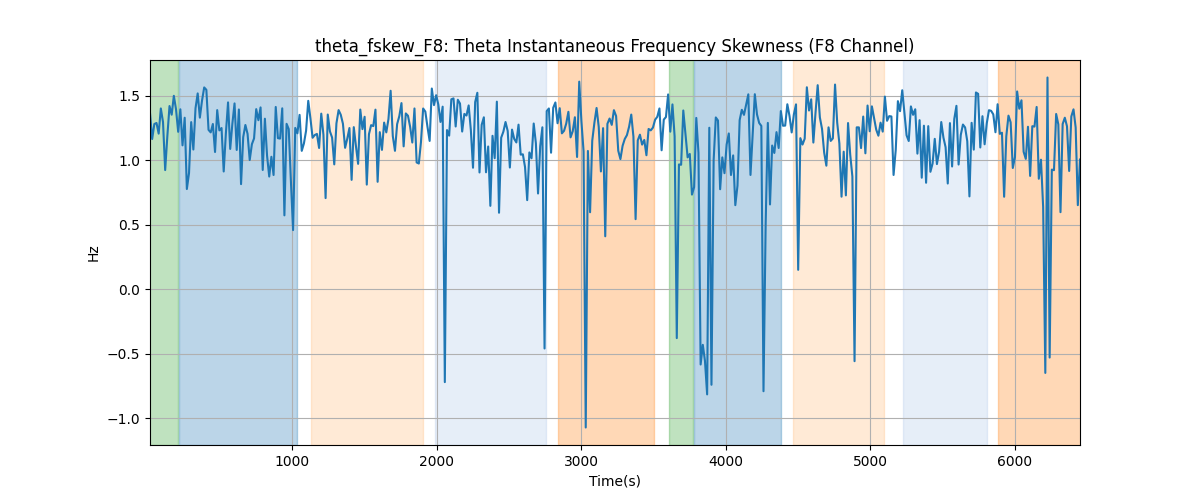 theta_fskew_F8: Theta Instantaneous Frequency Skewness (F8 Channel)
1.5
1.0
0.5
0.0
−0.5
−1.0
Hz
1000 2000 3000 4000 5000 6000
Time(s)